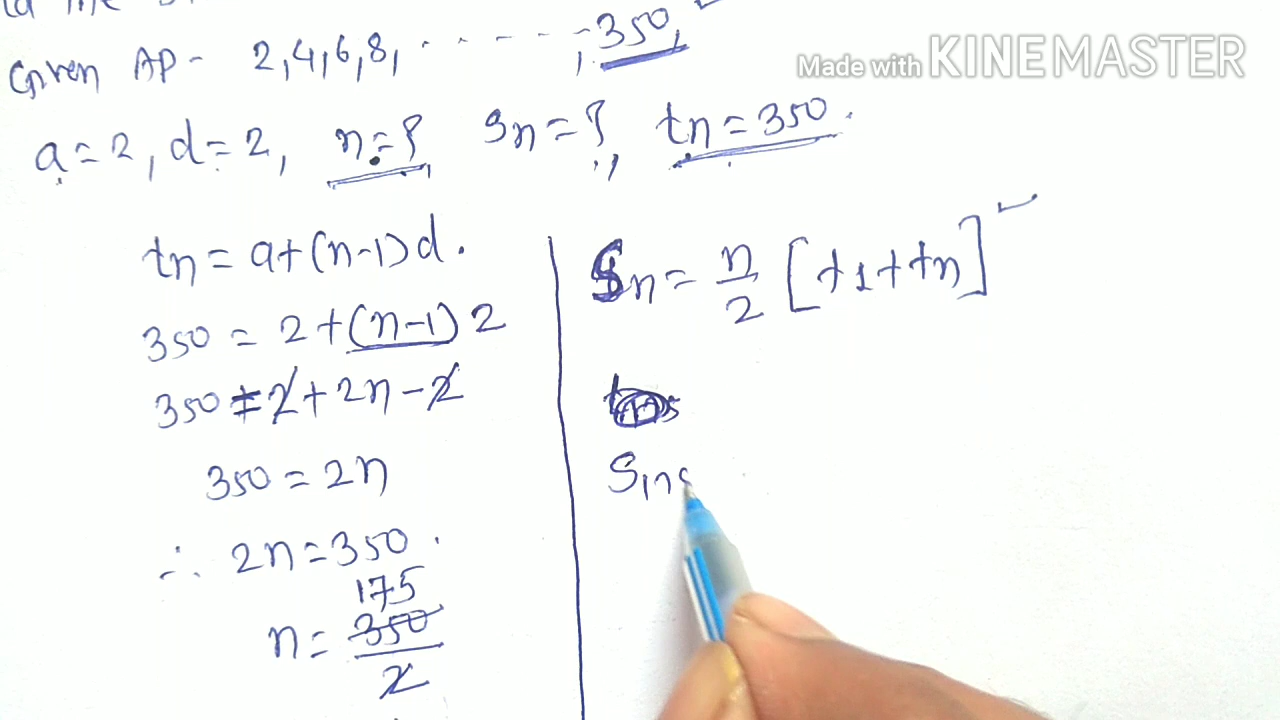 Given AP - 2, 4, 6, 8, ........, 350,
Made with KINEMASTER
a = 2, d = 2, n = ? Sn = ? tn = 350.
tn = a + (n-1)d.
350 = 2 + (n-1) 2
350 = 2 + 2n - 2
350 = 2n
∴ 2n = 350.
175
n = 350/2
Sn = n/2 [t1 + tn]
S175